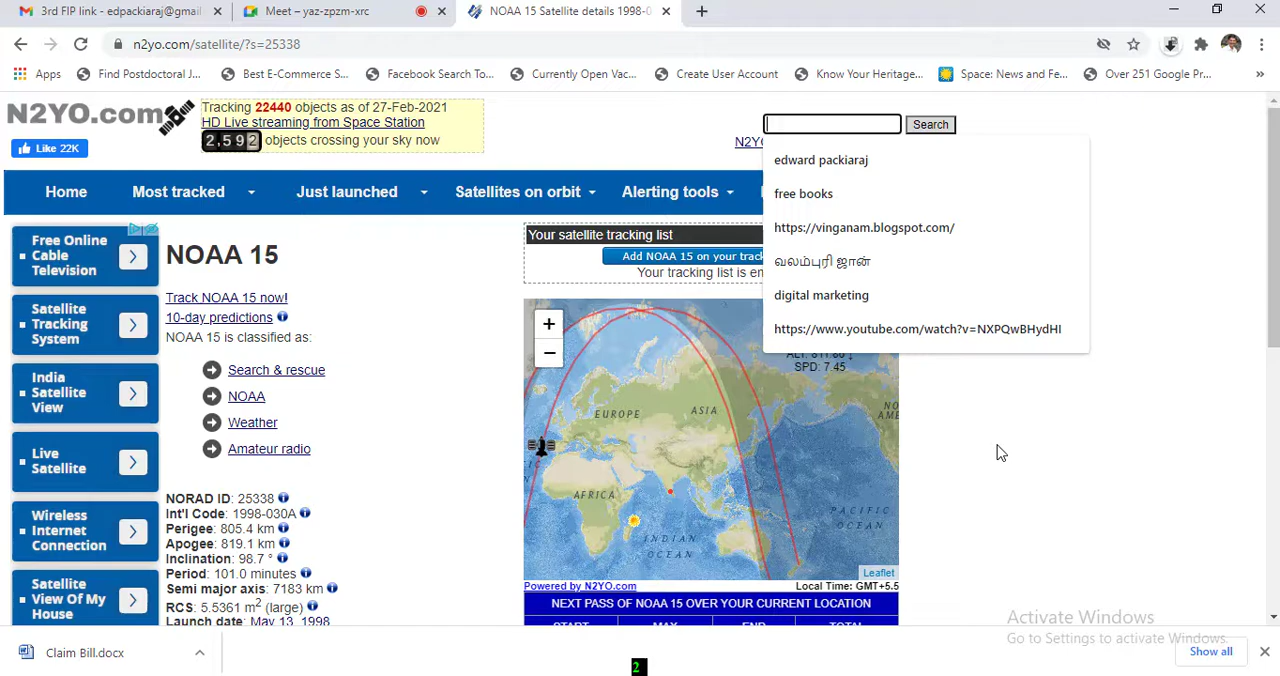 3rd FIP link - edpackiaraj@gmail
Meet – yaz-zpzm-xrc
NOAA 15 Satellite details 1998-0
n2yo.com/satellite/?s=25338
Apps
Find Postdoctoral J...
Best E-Commerce S...
Facebook Search To...
Currently Open Vac...
Create User Account
Know Your Heritage...
Space: News and Fe...
Over 251 Google Pr...
»
N2YO.com
Tracking 22440 objects as of 27-Feb-2021
HD Live streaming from Space Station
2,592 objects crossing your sky now
Like 22K
Search
N2YO
edward packiaraj
free books
https://vinganam.blogspot.com/
வலம்புரி ஜான்
digital marketing
https://www.youtube.com/watch?v=NXPQwBHydHI
Home
Most tracked
Just launched
Satellites on orbit
Alerting tools
Free Online
Cable
Television
Satellite
Tracking
System
India
Satellite
View
Live
Satellite
Wireless
Internet
Connection
Satellite
View Of My
House
NOAA 15
Track NOAA 15 now!
10-day predictions
NOAA 15 is classified as:
Search & rescue
NOAA
Weather
Amateur radio
NORAD ID: 25338
Int'l Code: 1998-030A
Perigee: 805.4 km
Apogee: 819.1 km
Inclination: 98.7 °
Period: 101.0 minutes
Semi major axis: 7183 km
RCS: 5.5361 m2 (large)
Launch date: May 13, 1998
Your satellite tracking list
Add NOAA 15 on your track
Your tracking list is en
+
−
ALT: 811.80
SPD: 7.45
EUROPE
ASIA
AFRICA
NO
AM
PACIFIC
OCEAN
INDIAN
OCEAN
Leaflet
Powered by N2YO.com
Local Time: GMT+5.5
NEXT PASS OF NOAA 15 OVER YOUR CURRENT LOCATION
START
MAX
END
TOTAL
Activate Windows
Go to Settings to activate Windows.
Claim Bill.docx
Show all
2